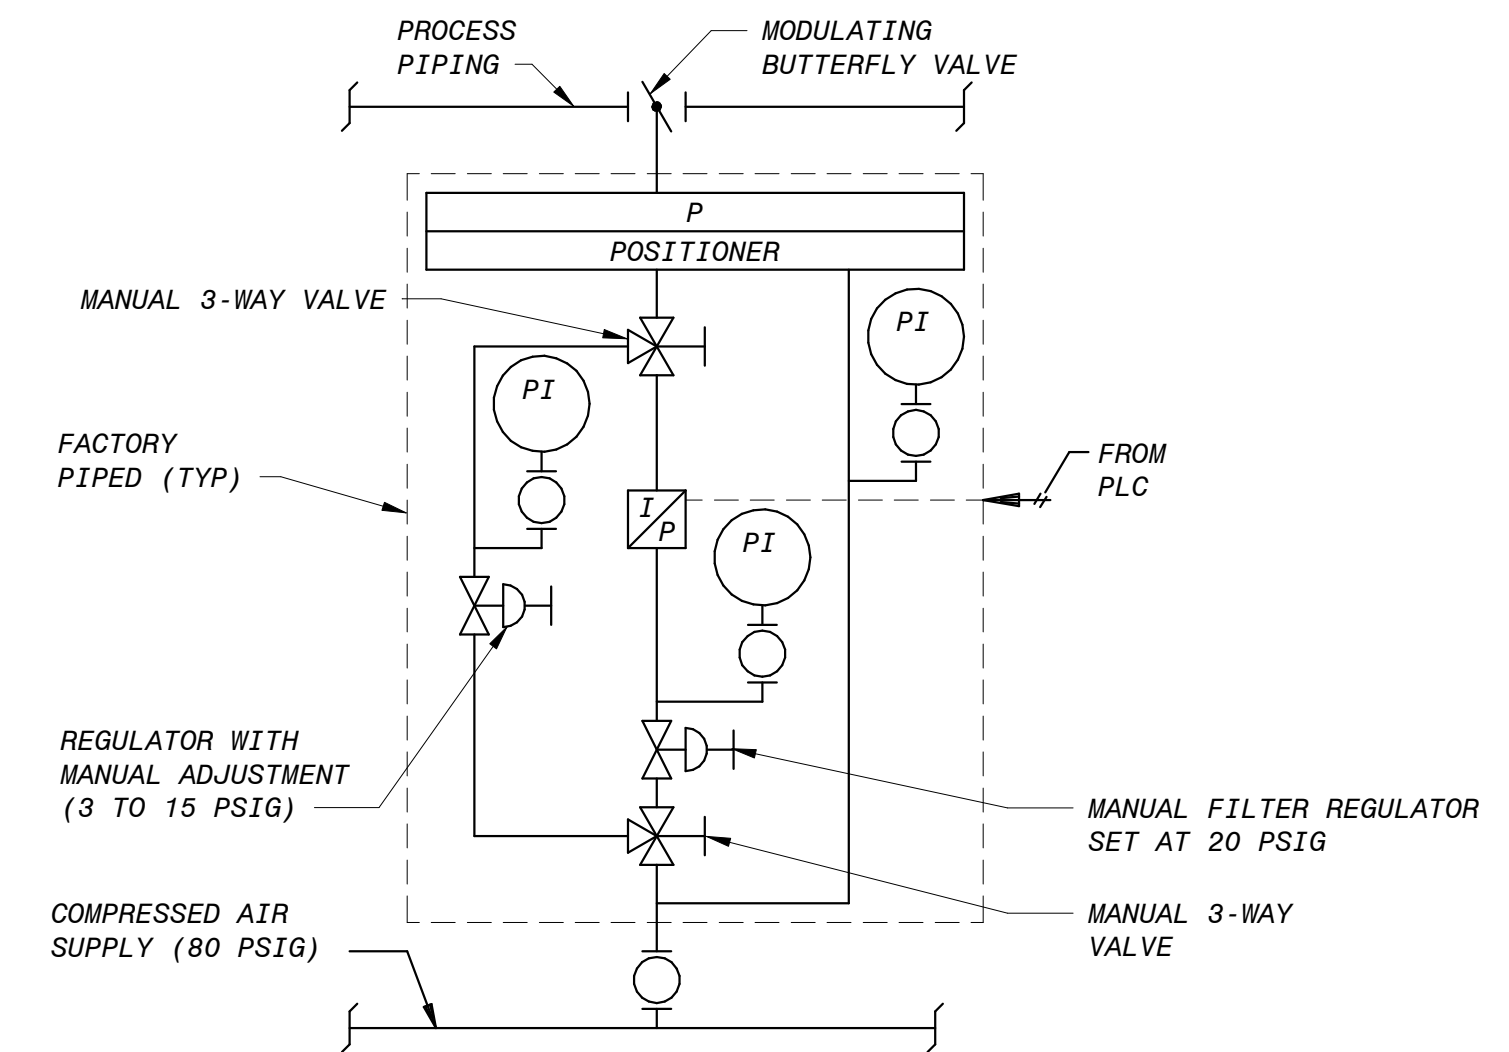 PROCESS
PIPING
MODULATING
BUTTERFLY VALVE
P
POSITIONER
MANUAL 3-WAY VALVE
PI
PI
FACTORY
PIPED (TYP)
FROM
PLC
I
P
PI
REGULATOR WITH
MANUAL ADJUSTMENT
(3 TO 15 PSIG)
MANUAL FILTER REGULATOR
SET AT 20 PSIG
COMPRESSED AIR
SUPPLY (80 PSIG)
MANUAL 3-WAY
VALVE